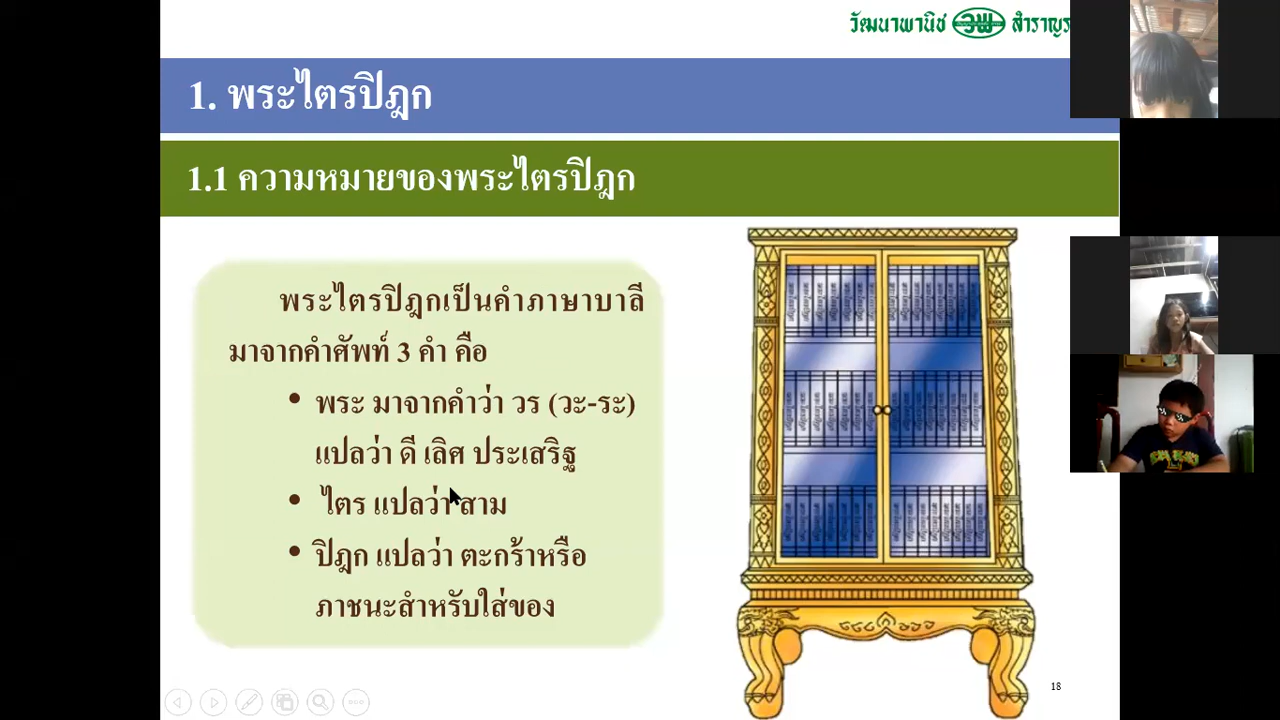 วัฒนาพานิช วพ สำราญร
1. พระไตรปิฎก
1.1 ความหมายของพระไตรปิฎก
พระไตรปิฎกเป็นคำภาษาบาลี
มาจากคำศัพท์ 3 คำ คือ
• พระ มาจากคำว่า วร (วะ-ระ)
แปลว่า ดี เลิศ ประเสริฐ
• ไตร แปลว่า สาม
• ปิฎก แปลว่า ตะกร้าหรือ
ภาชนะสำหรับใส่ของ
18